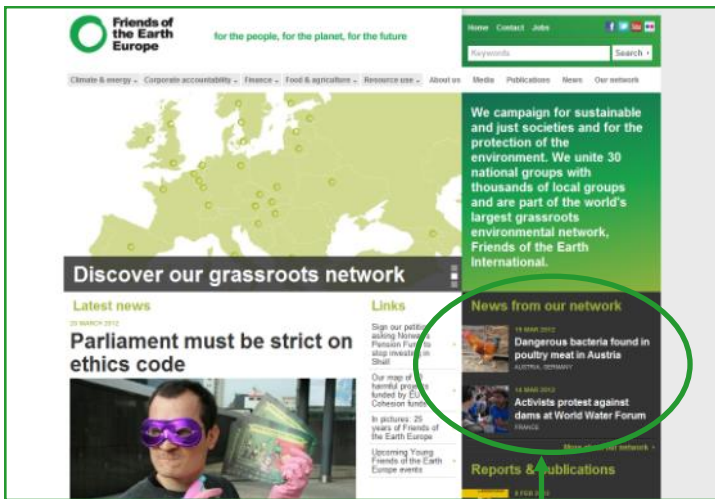 Friends of
the Earth
Europe
for the people, for the planet, for the future
Home Contact Jobs
Keywords
Search
Climate & energy Corporate accountability Finance Food & agriculture Resource use About us Media Publications News Our network
We campaign for sustainable
and just societies and for the
protection of the
environment. We unite 30
national groups with
thousands of local groups
and are part of the world's
largest grassroots
environmental network,
Friends of the Earth
International.
Discover our grassroots network
Latest news
20 MARCH 2012
Parliament must be strict on
ethics code
Links
Sign our petition
asking Norway's
Pension Fund to
stop investing in
Shell
Our map of
harmful projects
funded by EU
Cohesion funds
In pictures: 25
years of Friends of
the Earth Europe
Upcoming Young
Friends of the Earth
Europe events
News from our network
19 MAR 2012
Dangerous bacteria found in
poultry meat in Austria
AUSTRIA, GERMANY
14 MAR 2012
Activists protest against
dams at World Water Forum
FRANCE
More our network
Reports & Publications